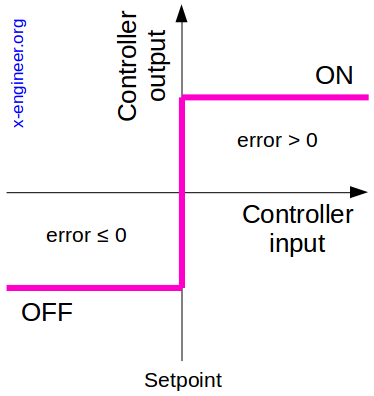 x-engineer.org
Controller
output
ON
error > 0
Controller
input
error ≤ 0
OFF
Setpoint